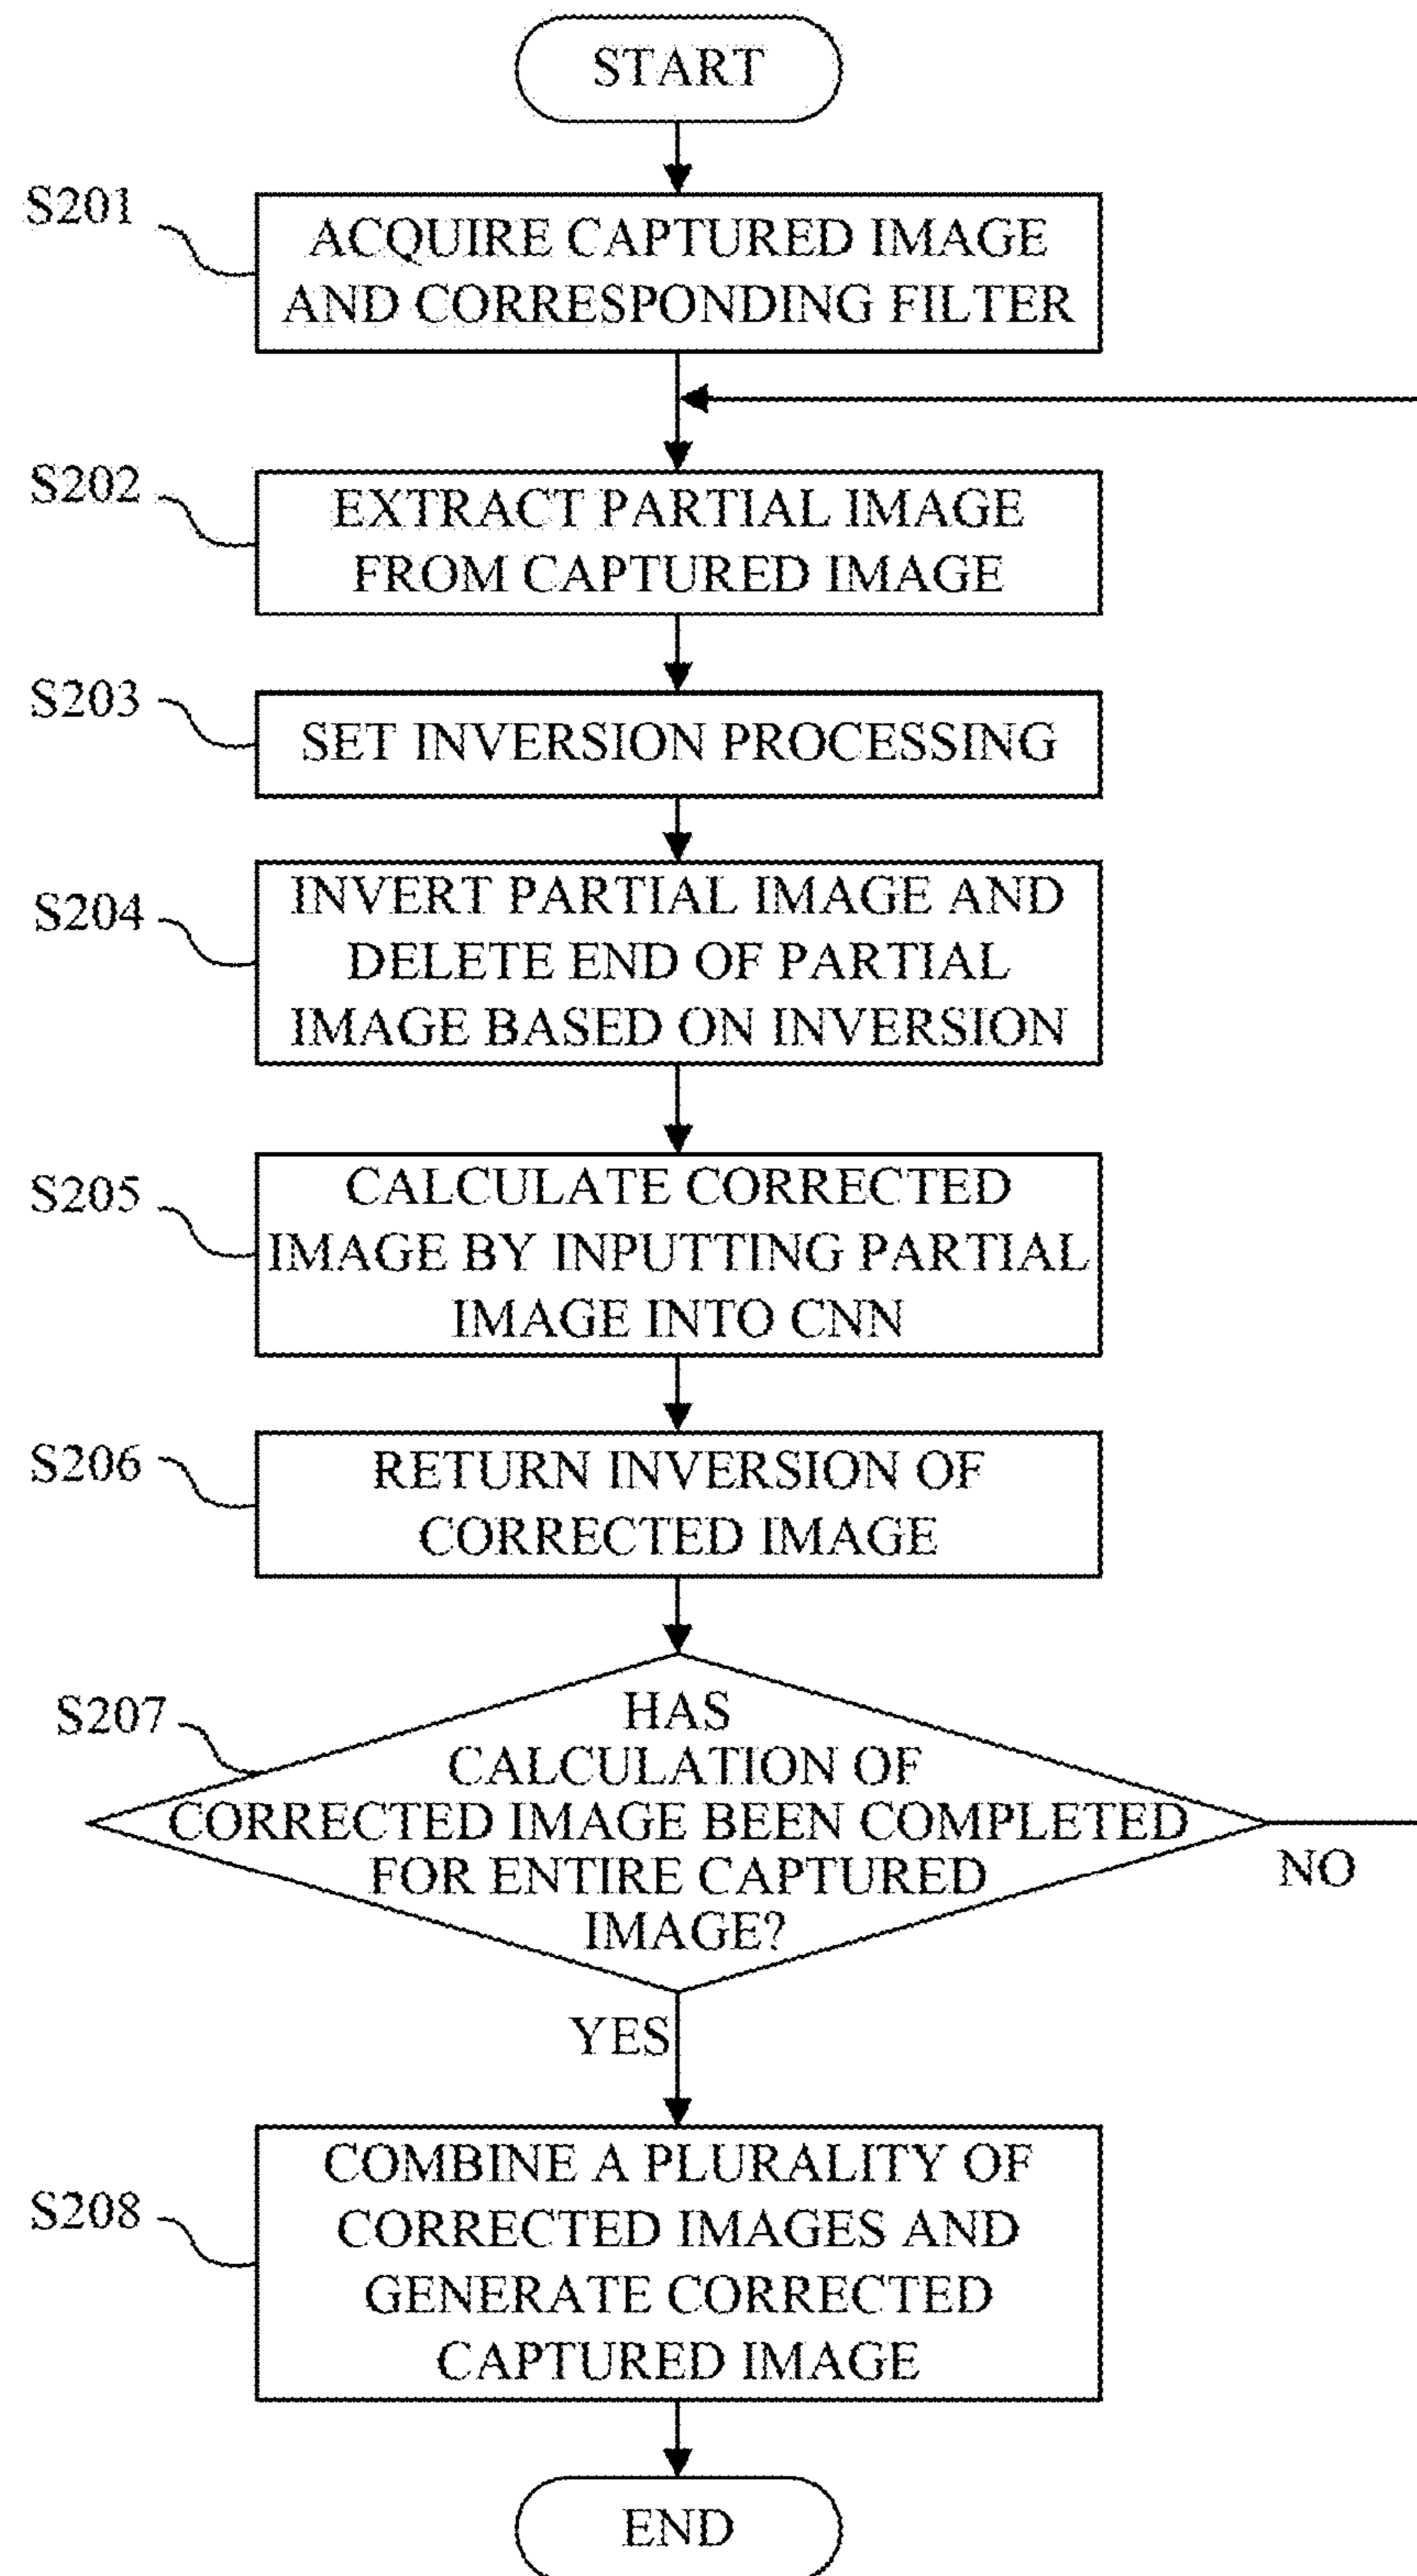 START
S201
ACQUIRE CAPTURED IMAGE
AND CORRESPONDING FILTER
S202
EXTRACT PARTIAL IMAGE
FROM CAPTURED IMAGE
S203
SET INVERSION PROCESSING
S204
INVERT PARTIAL IMAGE AND
DELETE END OF PARTIAL
IMAGE BASED ON INVERSION
S205
CALCULATE CORRECTED
IMAGE BY INPUTTING PARTIAL
IMAGE INTO CNN
S206
RETURN INVERSION OF
CORRECTED IMAGE
S207
HAS
CALCULATION OF
CORRECTED IMAGE BEEN COMPLETED
FOR ENTIRE CAPTURED
IMAGE?
NO
YES
S208
COMBINE A PLURALITY OF
CORRECTED IMAGES AND
GENERATE CORRECTED
CAPTURED IMAGE
END